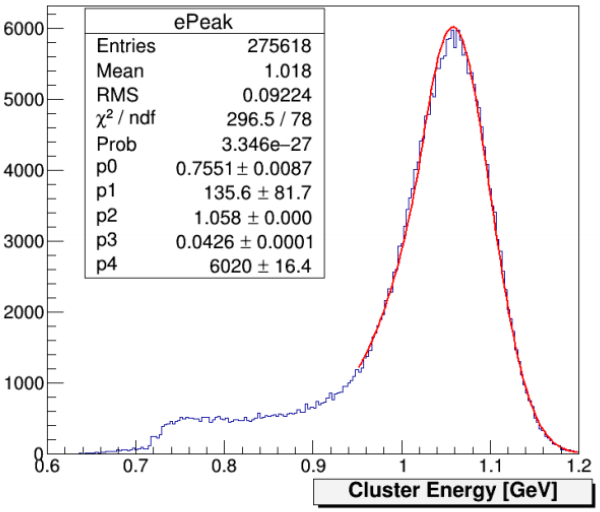 ePeak
Entries 275618
Mean 1.018
RMS 0.09224
χ² / ndf 296.5 / 78
Prob 3.346e−27
p0 0.7551 ± 0.0087
p1 135.6 ± 81.7
p2 1.058 ± 0.000
p3 0.0426 ± 0.0001
p4 6020 ± 16.4
6000
5000
4000
3000
2000
1000
0
0.6 0.7 0.8 0.9 1 1.1 1.2
Cluster Energy [GeV]